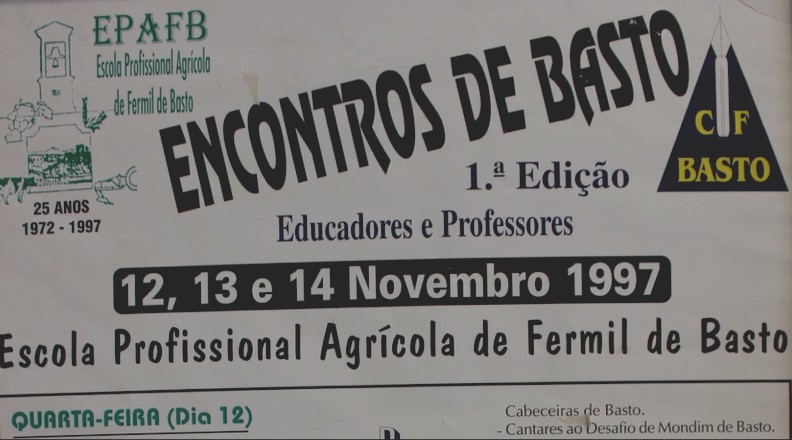 EPAFB
Escola Profissional Agrícola
de Fermil de Basto
25 ANOS
1972 - 1997
ENCONTROS DE BASTO
1.ª Edição
Educadores e Professores
C F
BASTO
12, 13 e 14 Novembro 1997
Escola Profissional Agrícola de Fermil de Basto
QUARTA-FEIRA (Dia 12)
Cabeceiras de Basto.
- Cantares ao Desafio de Mondim de Basto.